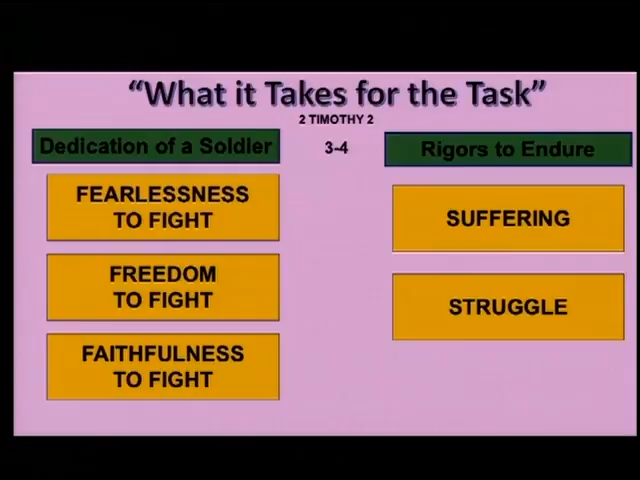 “What it Takes for the Task”
2 TIMOTHY 2
Dedication of a Soldier
3-4
Rigors to Endure
FEARLESSNESS
TO FIGHT
FREEDOM
TO FIGHT
FAITHFULNESS
TO FIGHT
SUFFERING
STRUGGLE